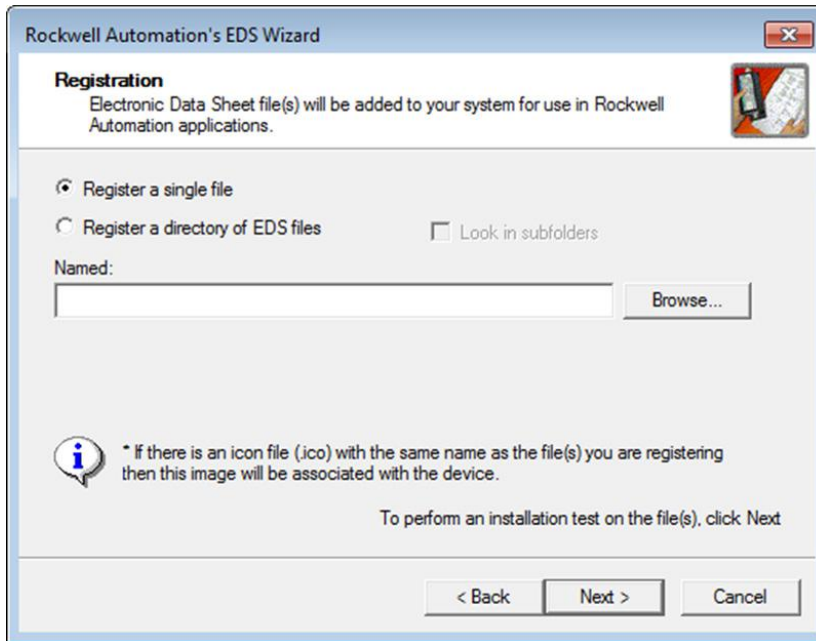 Rockwell Automation's EDS Wizard
Registration
Electronic Data Sheet file(s) will be added to your system for use in Rockwell
Automation applications.
Register a single file
Register a directory of EDS files
Look in subfolders
Named:
Browse...
* If there is an icon file (.ico) with the same name as the file(s) you are registering
then this image will be associated with the device.
To perform an installation test on the file(s), click Next
< Back
Next >
Cancel